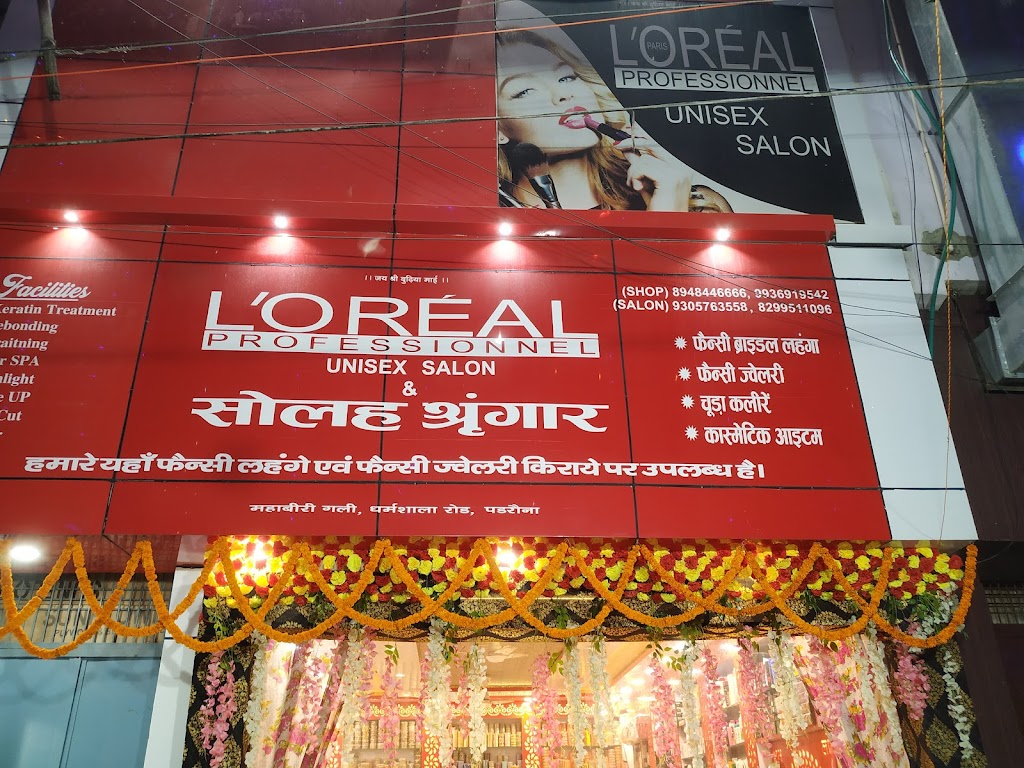 L'ORÉAL
PARIS
PROFESSIONNEL
UNISEX
SALON
Facilities
Keratin Treatment
ebonding
aitning
r SPA
light
e UP
Cut
।। जय श्री बुढ़िया माई ।।
L'ORÉAL
PROFESSIONNEL
UNISEX SALON
&
सोलह श्रृंगार
(SHOP) 8948446666, 9936919542
(SALON) 9305763558, 8299511096
फैन्सी ब्राइडल लहंगा
फैन्सी ज्वेलरी
चूड़ा कलीरें
कास्मेटिक आइटम
हमारे यहाँ फैन्सी लहंगे एवं फैन्सी ज्वेलरी किराये पर उपलब्ध है।
महाबीरी गली, धर्मशाला रोड, पडरौना